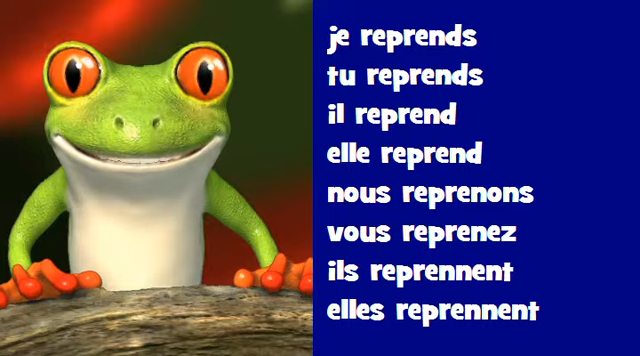 je reprends
tu reprends
il reprend
elle reprend
nous reprenons
vous reprenez
ils reprennent
elles reprennent